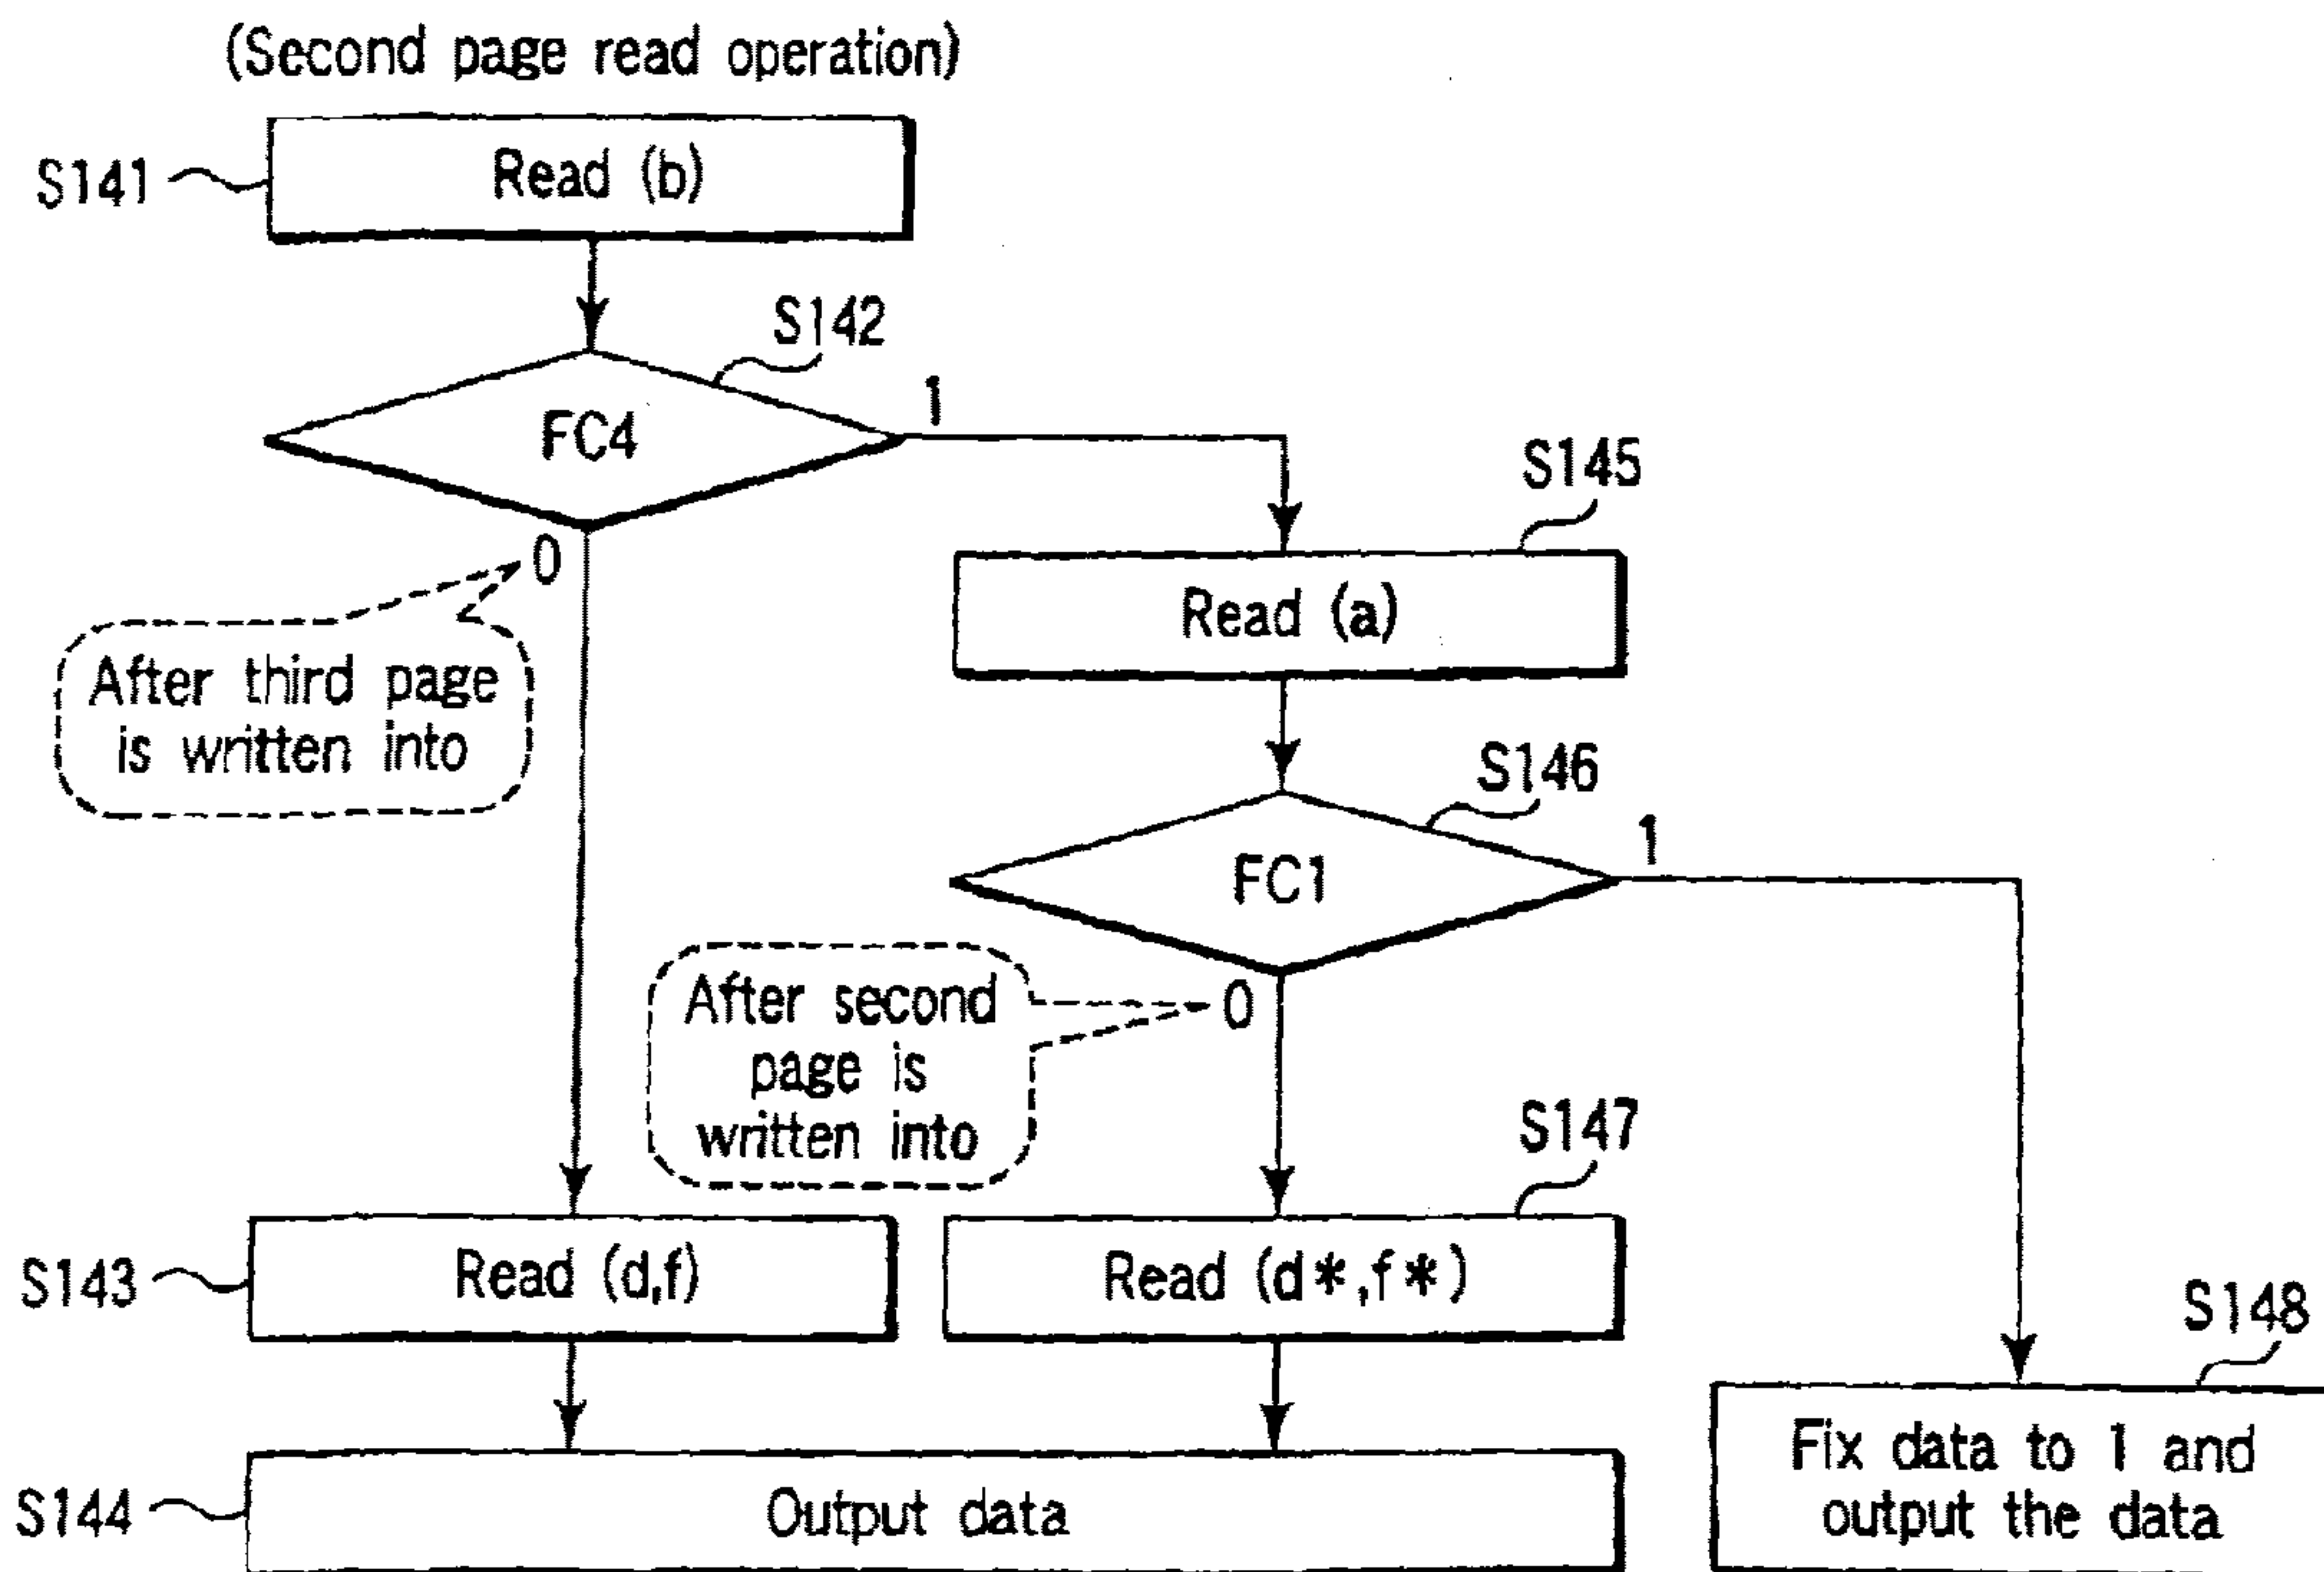 (Second page read operation)
S141
Read (b)
S142
FC4
1
0
After third page
is written into
S145
Read (a)
S146
FC1
1
0
After second
page is
written into
S143
Read (d,f)
S147
Read (d*,f*)
S144
Output data
S148
Fix data to 1 and
output the data